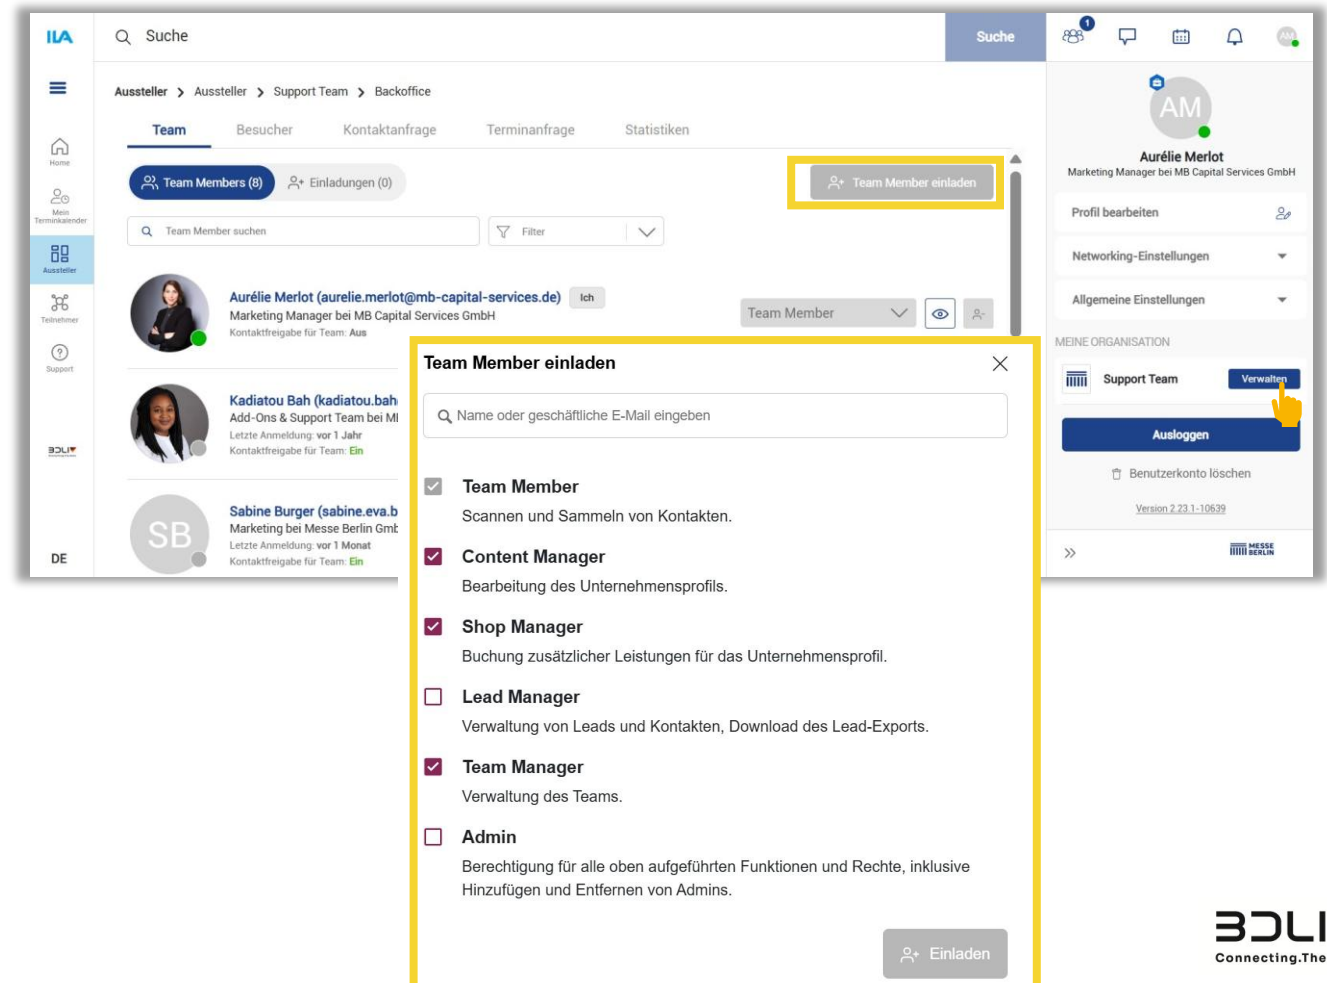 ILA
Suche
Suche
1
AM
Aussteller > Aussteller > Support Team > Backoffice
Team
Besucher
Kontaktanfrage
Terminanfrage
Statistiken
Team Members (8)
Einladungen (0)
Team Member einladen
Team Member suchen
Filter
Home
Mein
Terminkalender
Aussteller
Teilnehmer
Support
BDLI
DE
Aurélie Merlot (aurelie.merlot@mb-capital-services.de)
Ich
Marketing Manager bei MB Capital Services GmbH
Kontaktfreigabe für Team: Aus
Team Member
Kadiatou Bah (kadiatou.bah
Add-Ons & Support Team bei M
Letzte Anmeldung: vor 1 Jahr
Kontaktfreigabe für Team: Ein
SB
Sabine Burger (sabine.eva.b
Marketing bei Messe Berlin Gmb
Letzte Anmeldung: vor 1 Monat
Kontaktfreigabe für Team: Ein
AM
Aurélie Merlot
Marketing Manager bei MB Capital Services GmbH
Profil bearbeiten
Networking-Einstellungen
Allgemeine Einstellungen
MEINE ORGANISATION
Support Team
Verwalten
Ausloggen
Benutzerkonto löschen
Version 2.23.1-10639
MESSE
BERLIN
Team Member einladen
Name oder geschäftliche E-Mail eingeben
Team Member
Scannen und Sammeln von Kontakten.
Content Manager
Bearbeitung des Unternehmensprofils.
Shop Manager
Buchung zusätzlicher Leistungen für das Unternehmensprofil.
Lead Manager
Verwaltung von Leads und Kontakten, Download des Lead-Exports.
Team Manager
Verwaltung des Teams.
Admin
Berechtigung für alle oben aufgeführten Funktionen und Rechte, inklusive
Hinzufügen und Entfernen von Admins.
Einladen
BDLI
Connecting.The